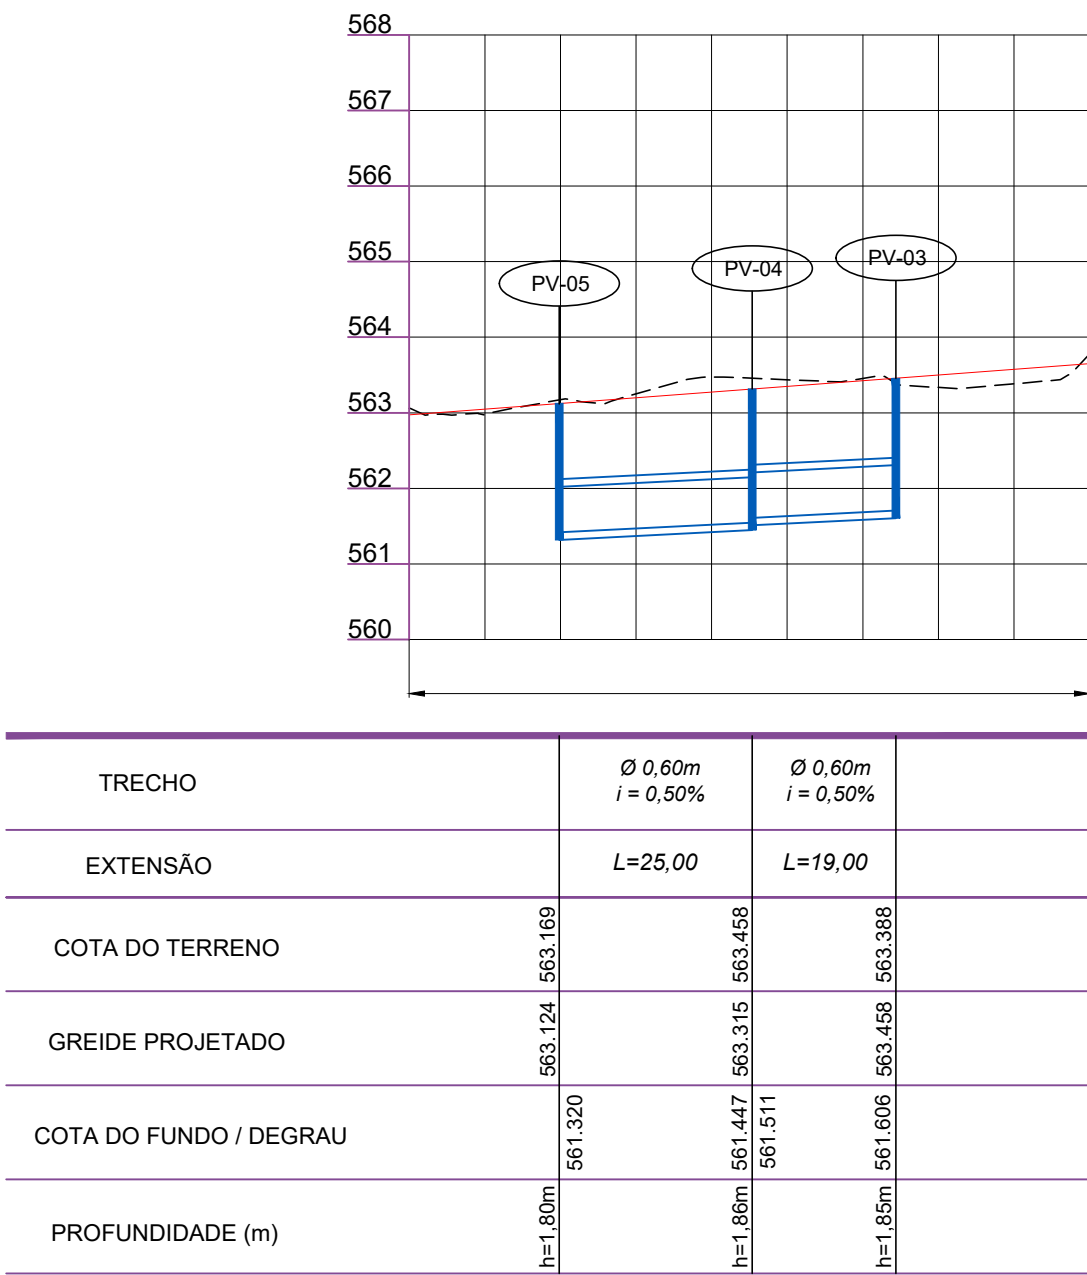 568
567
566
565
564
563
562
561
560
PV-05
PV-04
PV-03
TRECHO
Ø 0,60m
i = 0,50%
Ø 0,60m
i = 0,50%
EXTENSÃO
L=25,00
L=19,00
COTA DO TERRENO
563.169
563.458
563.388
GREIDE PROJETADO
563.124
563.315
563.458
COTA DO FUNDO / DEGRAU
561.320
561.447
561.511
561.606
PROFUNDIDADE (m)
h=1,80m
h=1,86m
h=1,85m